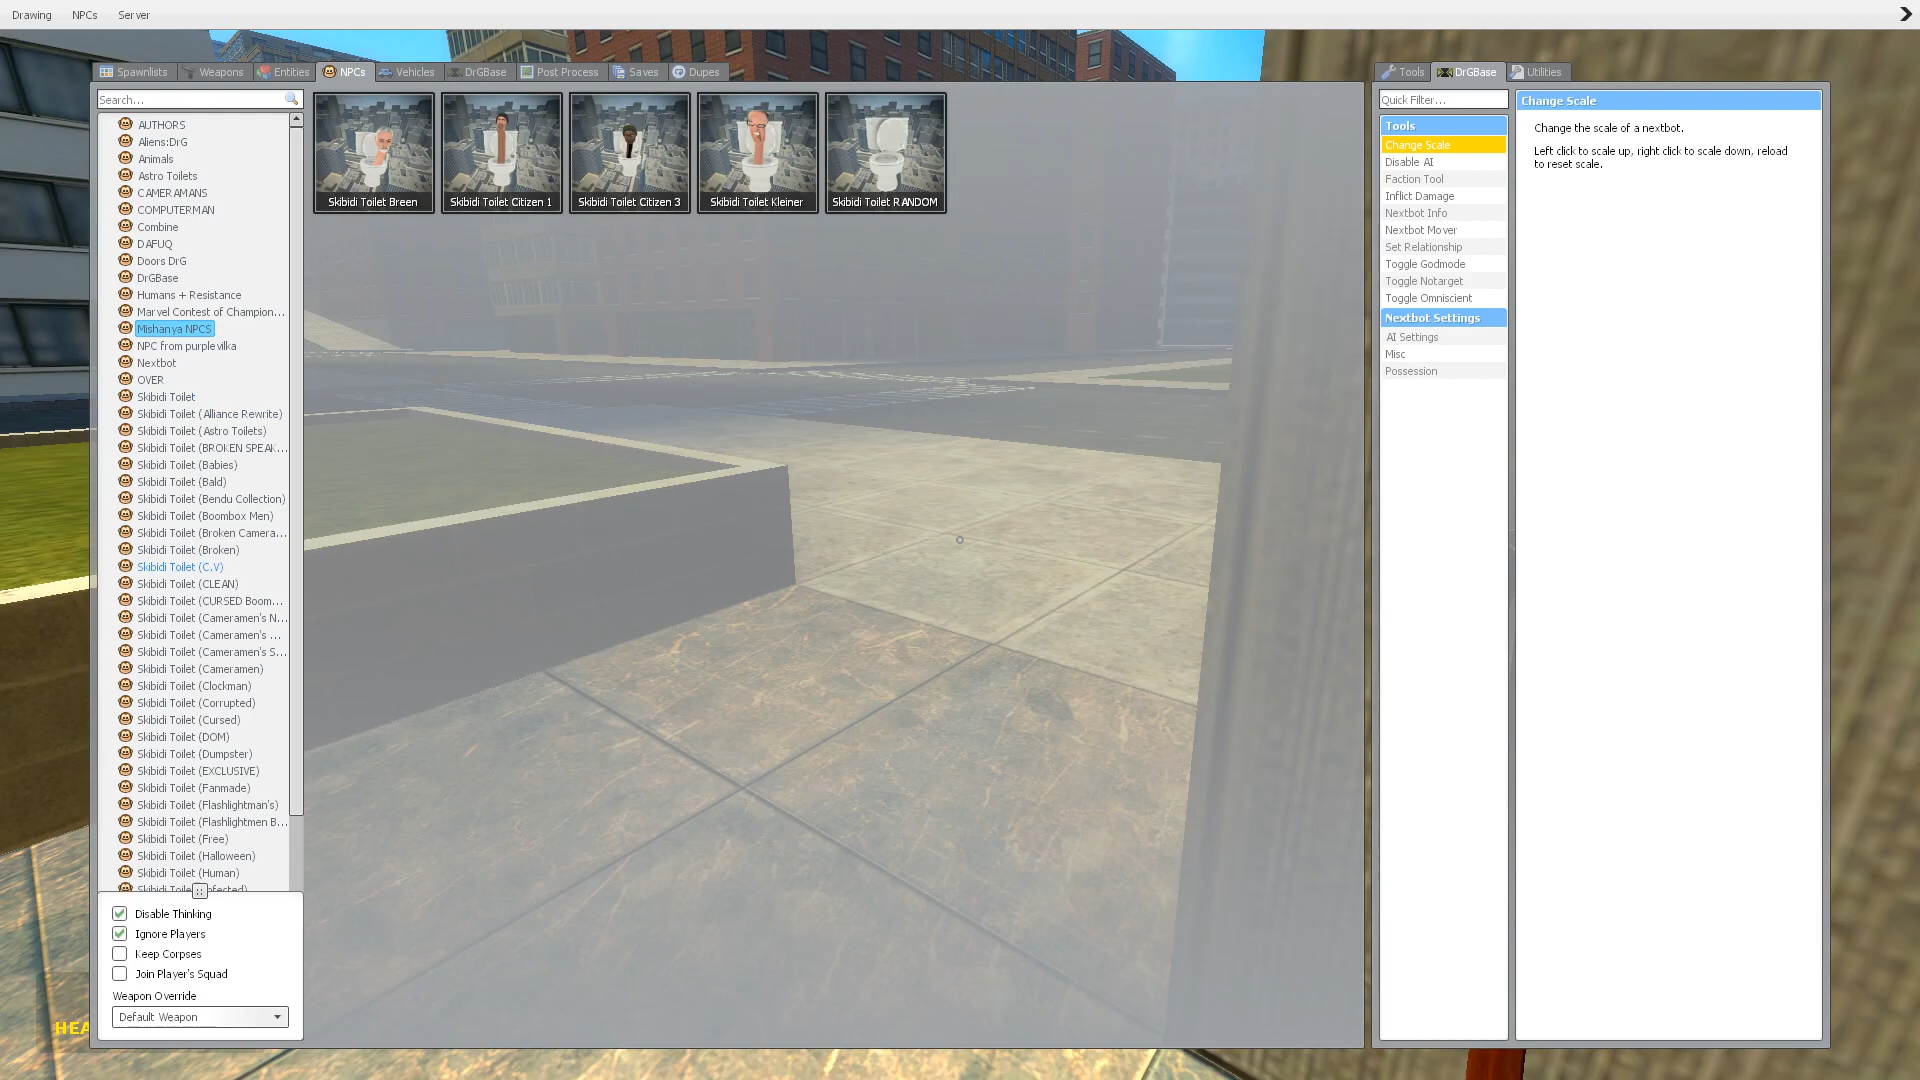 Drawing NPCs Server
Spawnlists Weapons Entities NPCs Vehicles DrGBase Post Process Saves Dupes
Search...
AUTHORS
Aliens:DrG
Animals
Astro Toilets
CAMERAMANS
COMPUTERMAN
Combine
DAFUQ
Doors DrG
DrGBase
Humans + Resistance
Marvel Contest of Champion...
Mishanya NPCS
NPC from purplevilka
Nextbot
OVER
Skibidi Toilet
Skibidi Toilet (Alliance Rewrite)
Skibidi Toilet (Astro Toilets)
Skibidi Toilet (BROKEN SPEAK...
Skibidi Toilet (Babies)
Skibidi Toilet (Bald)
Skibidi Toilet (Bendu Collection)
Skibidi Toilet (Boombox Men)
Skibidi Toilet (Broken Camera...
Skibidi Toilet (Broken)
Skibidi Toilet (C.V)
Skibidi Toilet (CLEAN)
Skibidi Toilet (CURSED Boom...
Skibidi Toilet (Cameramen's N...
Skibidi Toilet (Cameramen's ...
Skibidi Toilet (Cameramen's S...
Skibidi Toilet (Cameramen)
Skibidi Toilet (Clockman)
Skibidi Toilet (Corrupted)
Skibidi Toilet (Cursed)
Skibidi Toilet (DOM)
Skibidi Toilet (Dumpster)
Skibidi Toilet (EXCLUSIVE)
Skibidi Toilet (Fanmade)
Skibidi Toilet (Flashlightman's)
Skibidi Toilet (Flashlightmen B...
Skibidi Toilet (Free)
Skibidi Toilet (Halloween)
Skibidi Toilet (Human)
Disable Thinking
Ignore Players
Keep Corpses
Join Player's Squad
Weapon Override
Default Weapon
HEA
Skibidi Toilet Breen
Skibidi Toilet Citizen 1
Skibidi Toilet Citizen 3
Skibidi Toilet Kleiner
Skibidi Toilet RANDOM
Tools DrGBase Utilities
Quick Filter...
Tools
Change Scale
Disable AI
Faction Tool
Inflict Damage
Nextbot Info
Nextbot Mover
Set Relationship
Toggle Godmode
Toggle Notarget
Toggle Omniscient
Nextbot Settings
AI Settings
Misc
Possession
Change Scale
Change the scale of a nextbot.
Left click to scale up, right click to scale down, reload
to reset scale.